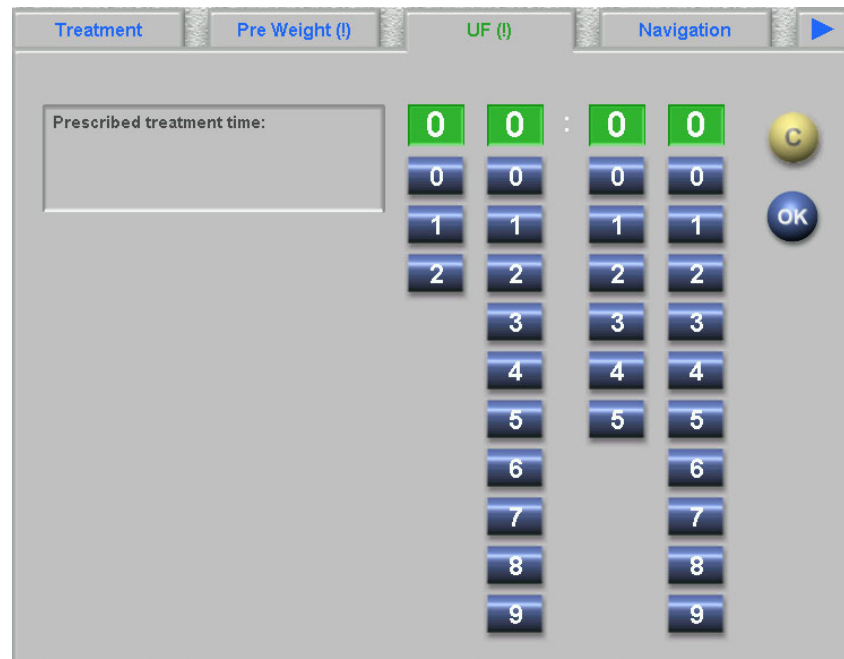 Treatment Pre Weight (!) UF (!) Navigation
Prescribed treatment time:
0 0 : 0 0 C
0 0 0 0
1 1 1 1 OK
2 2 2 2
3 3 3
4 4 4
5 5 5
6 6
7 7
8 8
9 9